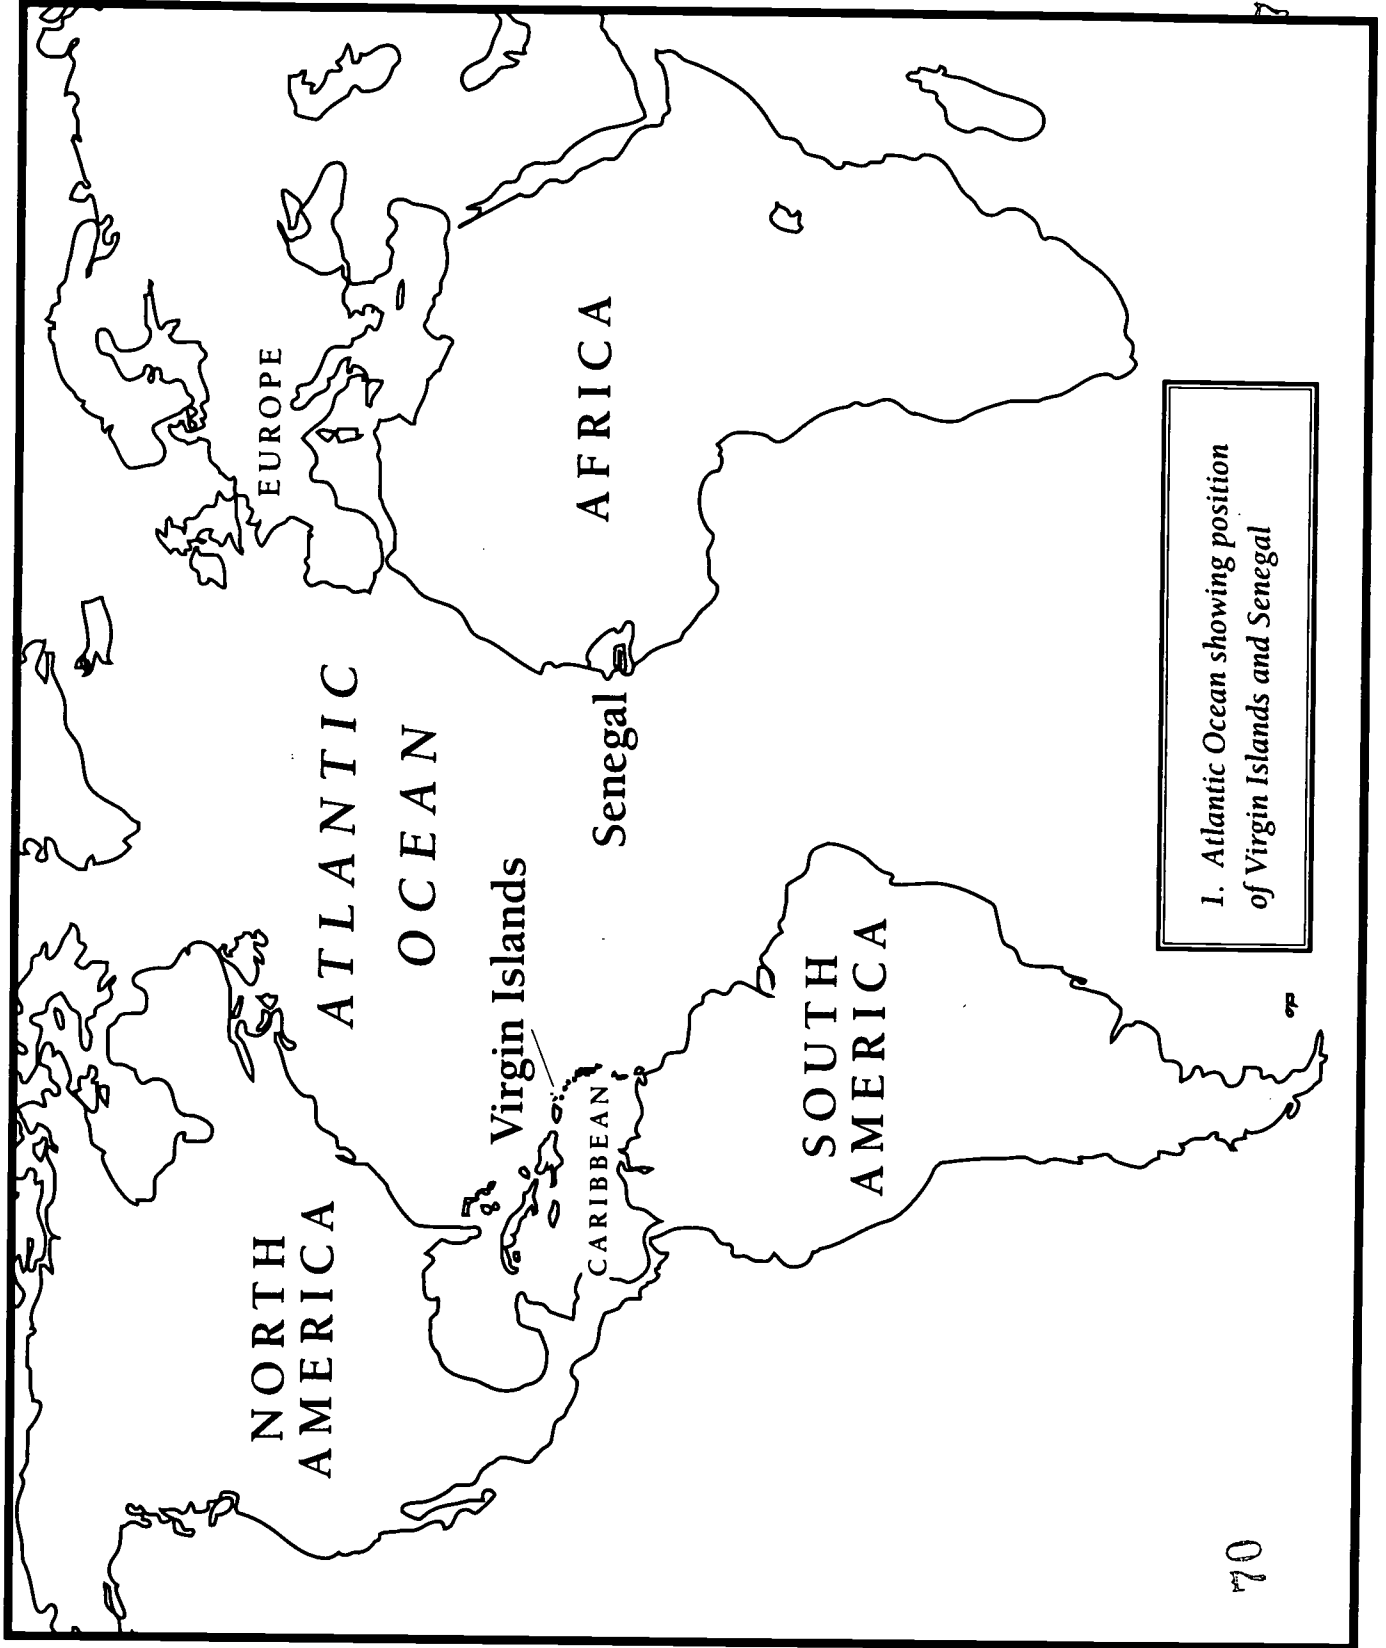 NORTH
AMERICA
ATLANTIC
OCEAN
EUROPE
AFRICA
Virgin Islands
CARIBBEAN
Senegal
SOUTH
AMERICA
1. Atlantic Ocean showing position
of Virgin Islands and Senegal
70